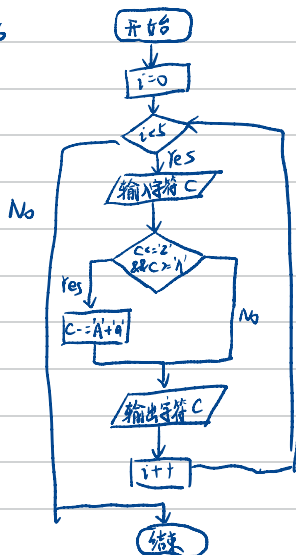 开始
i=0
i<5
Yes
输入字符 C
No
C<='Z'
&&C>='A'
Yes
No
C-='A'+'a'
输出字符 C
i++
结束